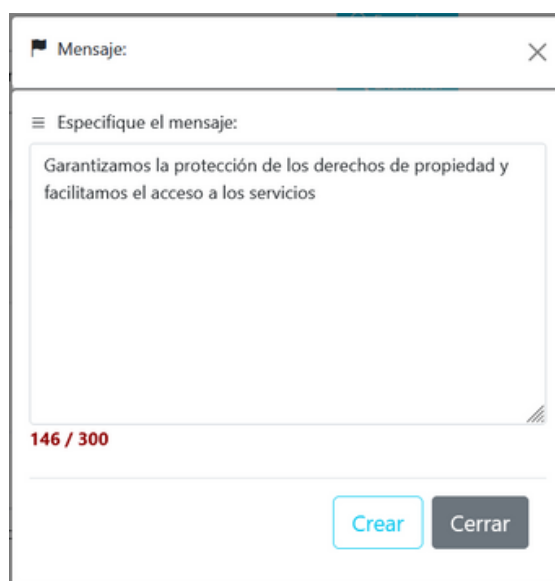 Mensaje:
Especifique el mensaje:
Garantizamos la protección de los derechos de propiedad y
facilitamos el acceso a los servicios
146 / 300
Crear
Cerrar